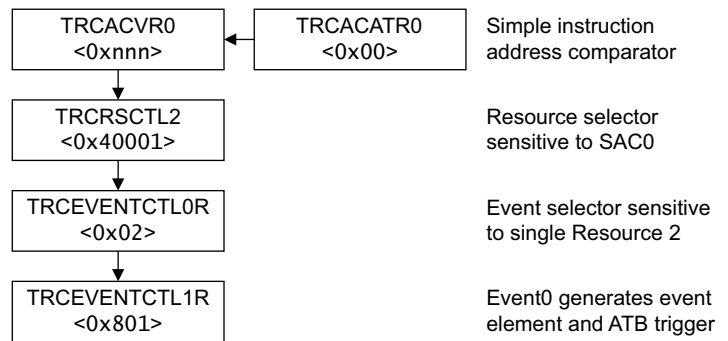 TRCACVR0
<0xnnn>
TRCACATR0
<0x00>
Simple instruction
address comparator
TRCRSCTL2
<0x40001>
Resource selector
sensitive to SAC0
TRCEVENTCTL0R
<0x02>
Event selector sensitive
to single Resource 2
TRCEVENTCTL1R
<0x801>
Event0 generates event
element and ATB trigger